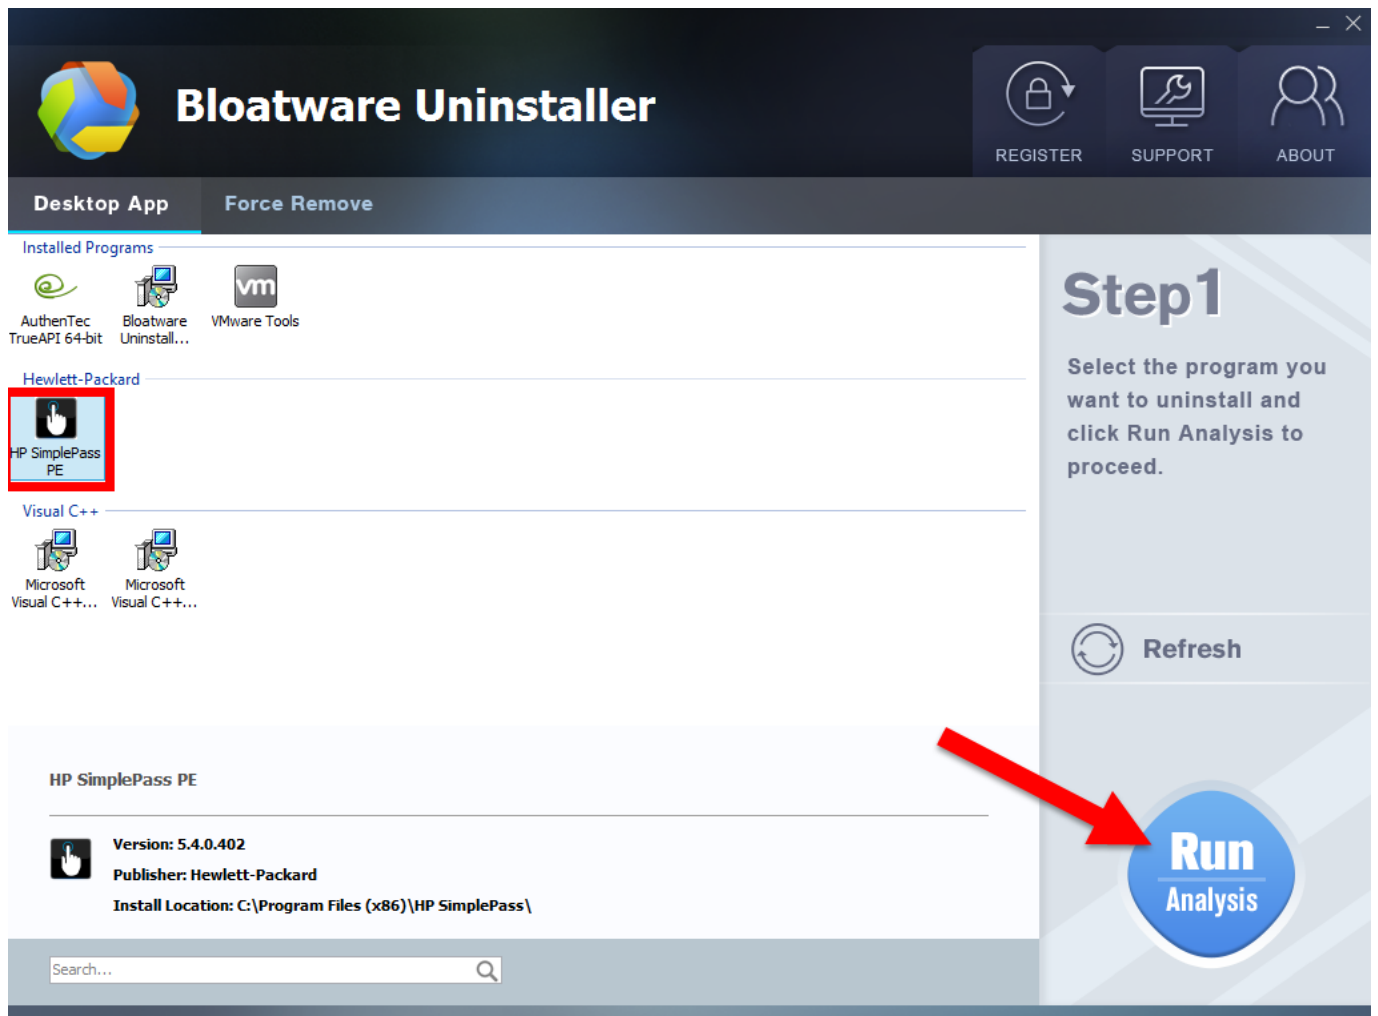 Bloatware Uninstaller
REGISTER
SUPPORT
ABOUT
Desktop App
Force Remove
Installed Programs
AuthenTec
TrueAPI 64-bit
Bloatware
Uninstall...
vm
VMware Tools
Hewlett-Packard
HP SimplePass
PE
Visual C++
Microsoft
Visual C++...
Microsoft
Visual C++...
Step1
Select the program you
want to uninstall and
click Run Analysis to
proceed.
Refresh
HP SimplePass PE
Version: 5.4.0.402
Publisher: Hewlett-Packard
Install Location: C:\Program Files (x86)\HP SimplePass\
Run
Analysis
Search...